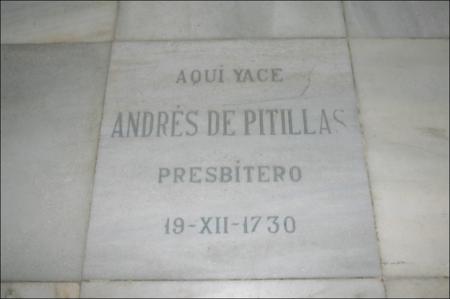 AQUÍ YACE
ANDRÉS DE PITILLAS
PRESBÍTERO
19-XII-1730